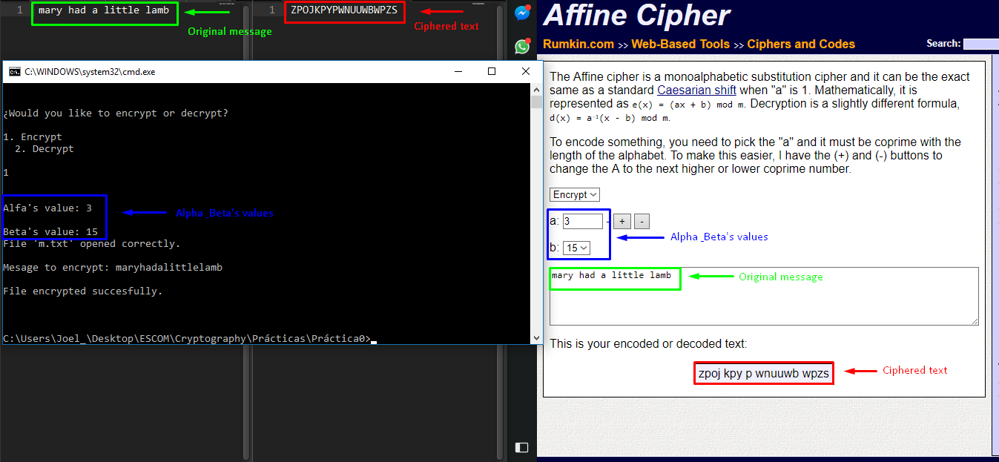 1 mary had a little lamb
Original message
1 ZPOJKPYPWNUUWBWPZS
Ciphered text
C:\WINDOWS\system32\cmd.exe
¿Would you like to encrypt or decrypt?
1. Encrypt
2. Decrypt
1
Alfa's value: 3
Alpha_Beta's values
Beta's value: 15
File 'm.txt' opened correctly.
Mesage to encrypt: maryhadalittlelamb
File encrypted succesfully.
C:\Users\Joel_\Desktop\ESCOM\Cryptography\Prácticas\Práctica0>
Affine Cipher
Rumkin.com >> Web-Based Tools >> Ciphers and Codes
Search:
The Affine cipher is a monoalphabetic substitution cipher and it can be the exact
same as a standard Caesarian shift when "a" is 1. Mathematically, it is
represented as e(x) = (ax + b) mod m. Decryption is a slightly different formula,
d(x) = a⁻¹(x - b) mod m.
To encode something, you need to pick the "a" and it must be coprime with the
length of the alphabet. To make this easier, I have the (+) and (-) buttons to
change the A to the next higher or lower coprime number.
Encrypt
a: 3 - + -
Alpha_Beta's values
b: 15
mary had a little lamb
Original message
This is your encoded or decoded text:
zpoj kpy p wnuuwb wpzs
Ciphered text